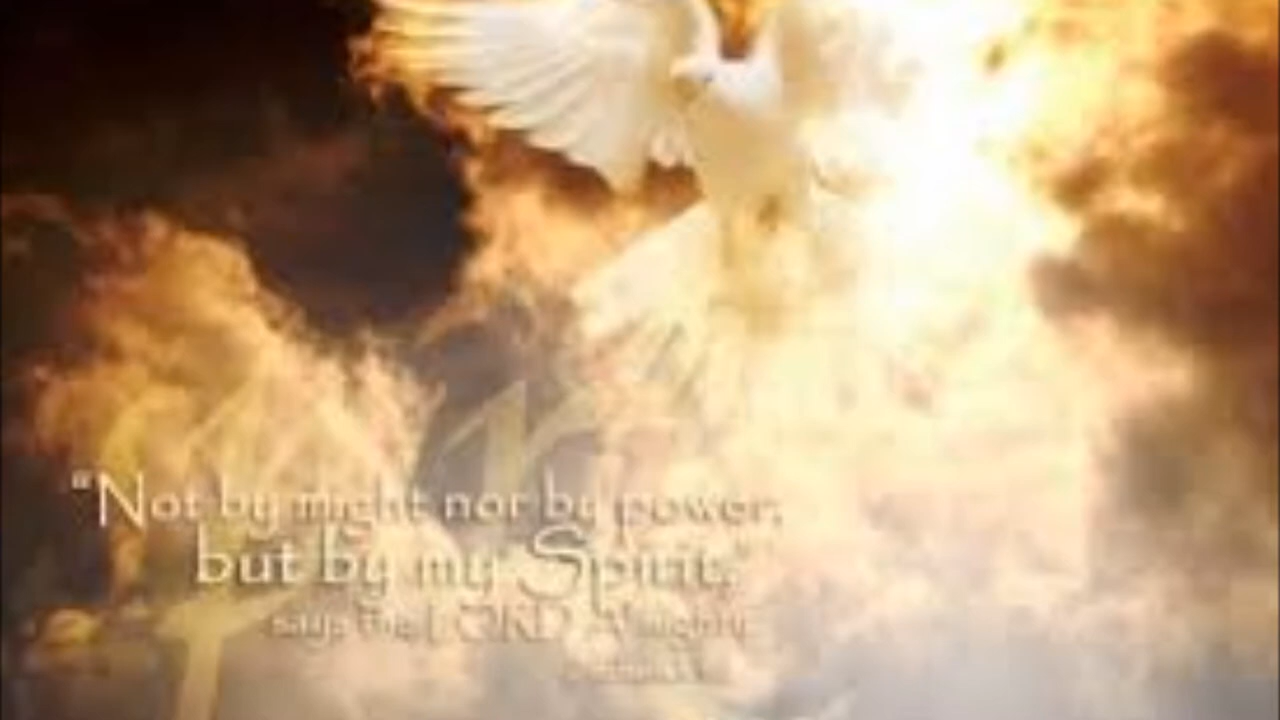 “Not by might nor by power,
but by my Spirit,”
says the LORD Almighty